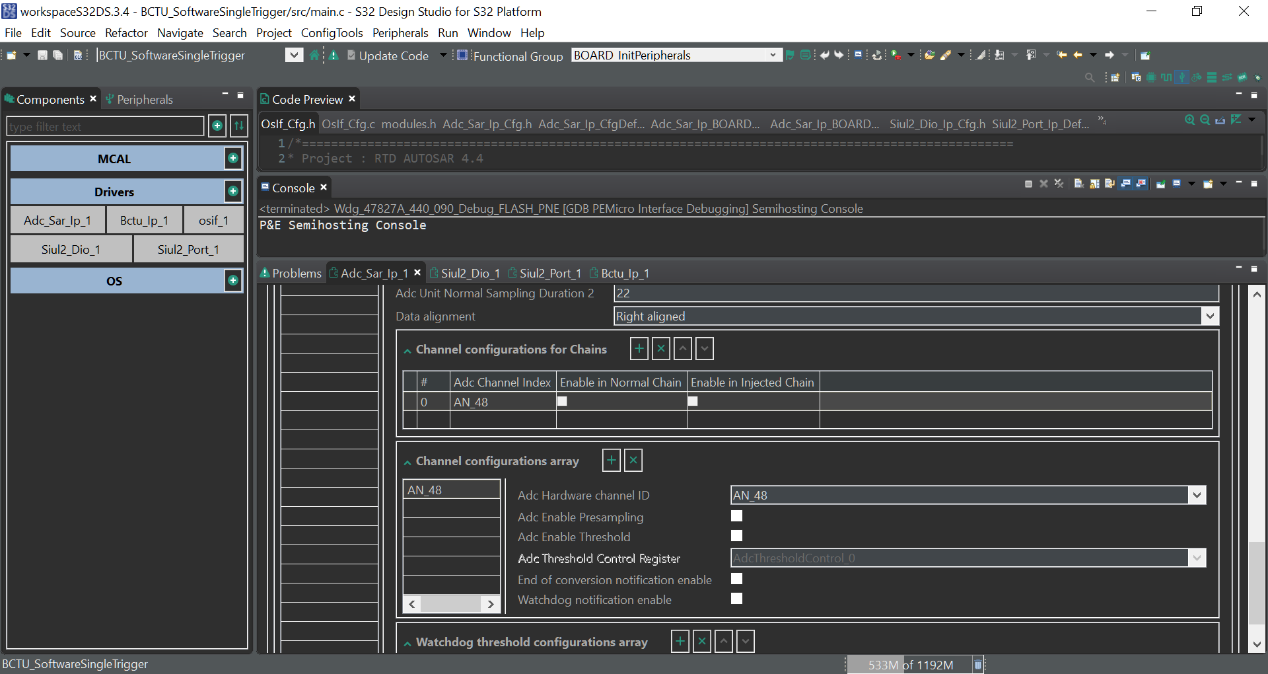 workspaceS32DS.3.4 - BCTU_SoftwareSingleTrigger/src/main.c - S32 Design Studio for S32 Platform
File Edit Source Refactor Navigate Search Project ConfigTools Peripherals Run Window Help
BCTU_SoftwareSingleTrigger Update Code Functional Group BOARD_InitPeripherals
Components Peripherals
type filter text
MCAL
Drivers
Adc_Sar_Ip_1 Bctu_Ip_1 osif_1
Siul2_Dio_1 Siul2_Port_1
OS
Code Preview
OsIf_Cfg.h OsIf_Cfg.c modules.h Adc_Sar_Ip_Cfg.h Adc_Sar_Ip_CfgDef... Adc_Sar_Ip_BOARD... Adc_Sar_Ip_BOARD... Siul2_Dio_Ip_Cfg.h Siul2_Port_Ip_Def... »4
1 /*==================================================================================================
2 * Project : RTD AUTOSAR 4.4
Console
<terminated> Wdg_47827A_440_090_Debug_FLASH_PNE [GDB PEMicro Interface Debugging] Semihosting Console
P&E Semihosting Console
Problems Adc_Sar_Ip_1 Siul2_Dio_1 Siul2_Port_1 Bctu_Ip_1
Adc Unit Normal Sampling Duration 2 22
Data alignment Right aligned
Channel configurations for Chains
# Adc Channel Index Enable in Normal Chain Enable in Injected Chain
0 AN_48
Channel configurations array
AN_48
Adc Hardware channel ID AN_48
Adc Enable Presampling
Adc Enable Threshold
Adc Threshold Control Register AdcThresholdControl_0
End of conversion notification enable
Watchdog notification enable
Watchdog threshold configurations array
BCTU_SoftwareSingleTrigger 533M of 1192M